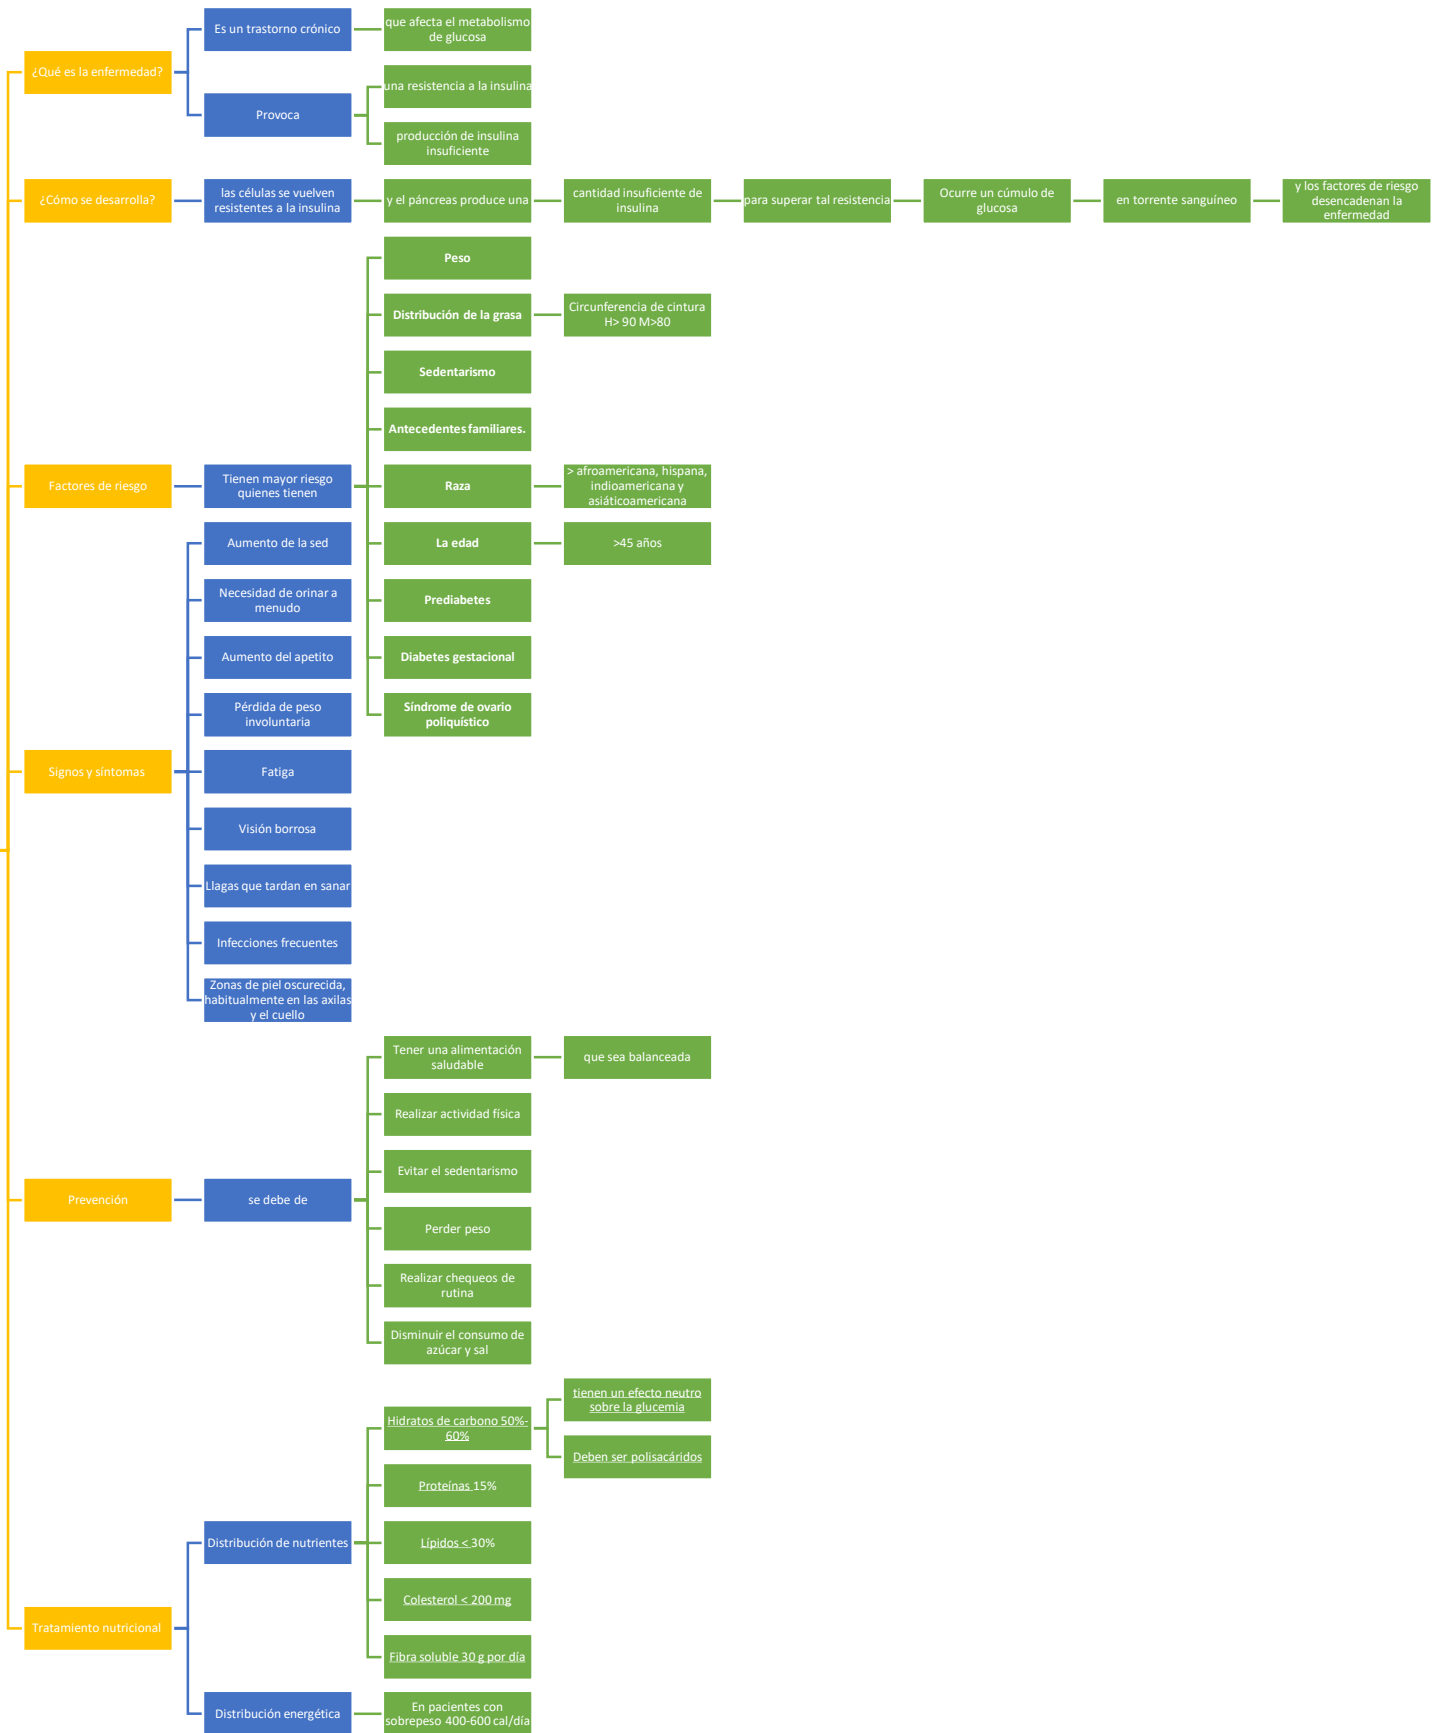 ¿Qué es la enfermedad?
Es un trastorno crónico
que afecta el metabolismo
de glucosa
Provoca
una resistencia a la insulina
producción de insulina
insuficiente
¿Cómo se desarrolla?
las células se vuelven
resistentes a la insulina
y el páncreas produce una
cantidad insuficiente de
insulina
para superar tal resistencia
Ocurre un cúmulo de
glucosa
en torrente sanguíneo
y los factores de riesgo
desencadenan la
enfermedad
Factores de riesgo
Tienen mayor riesgo
quienes tienen
Peso
Distribución de la grasa
Circunferencia de cintura
H> 90 M>80
Sedentarismo
Antecedentes familiares.
Raza
> afroamericana, hispana,
indioamericana y
asiáticoamericana
La edad
>45 años
Prediabetes
Diabetes gestacional
Síndrome de ovario
poliquístico
Signos y síntomas
Aumento de la sed
Necesidad de orinar a
menudo
Aumento del apetito
Pérdida de peso
involuntaria
Fatiga
Visión borrosa
Llagas que tardan en sanar
Infecciones frecuentes
Zonas de piel oscurecida,
habitualmente en las axilas
y el cuello
Prevención
se debe de
Tener una alimentación
saludable
que sea balanceada
Realizar actividad física
Evitar el sedentarismo
Perder peso
Realizar chequeos de
rutina
Disminuir el consumo de
azúcar y sal
Tratamiento nutricional
Distribución de nutrientes
Hidratos de carbono 50%-
60%
tienen un efecto neutro
sobre la glucemia
Deben ser polisacáridos
Proteínas 15%
Lípidos < 30%
Colesterol < 200 mg
Fibra soluble 30 g por día
Distribución energética
En pacientes con
sobrepeso 400-600 cal/día